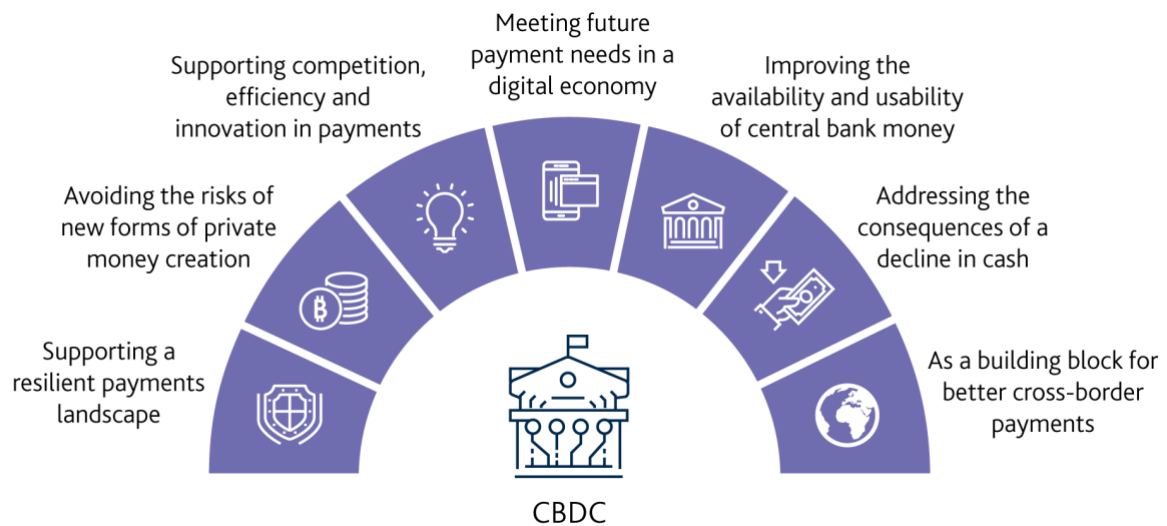 Supporting a
resilient payments
landscape
Avoiding the risks of
new forms of private
money creation
Supporting competition,
efficiency and
innovation in payments
Meeting future
payment needs in a
digital economy
Improving the
availability and usability
of central bank money
Addressing the
consequences of a
decline in cash
As a building block for
better cross-border
payments
CBDC